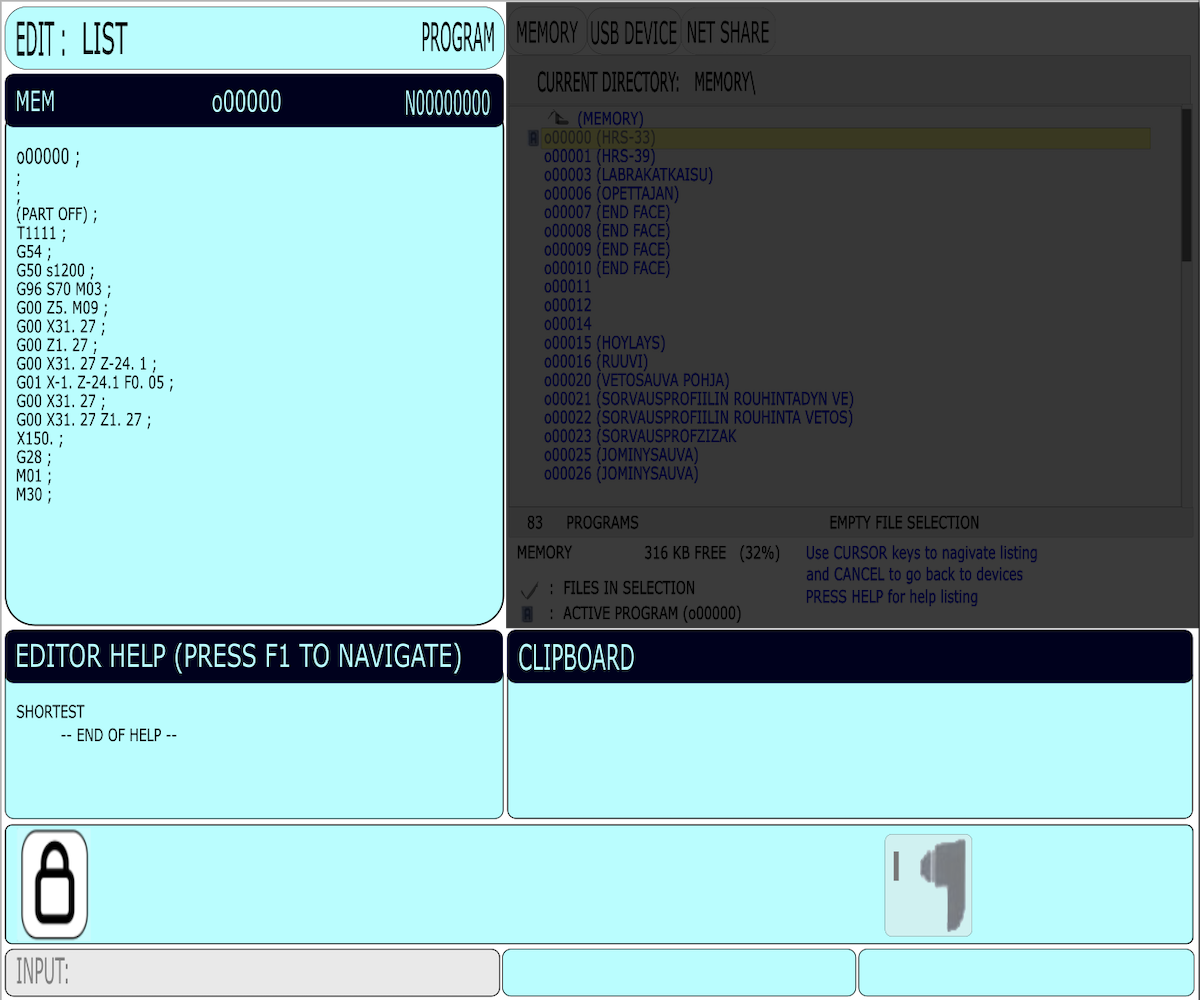 EDIT : LIST PROGRAM
MEM o00000 N00000000
o00000 ;
;
;
(PART OFF) ;
T1111 ;
G54 ;
G50 s1200 ;
G96 S70 M03 ;
G00 Z5. M09 ;
G00 X31. 27 ;
G00 Z1. 27 ;
G00 X31. 27 Z-24. 1 ;
G01 X-1. Z-24.1 F0. 05 ;
G00 X31. 27 ;
G00 X31. 27 Z1. 27 ;
X150. ;
G28 ;
M01 ;
M30 ;
MEMORY USB DEVICE NET SHARE
CURRENT DIRECTORY: MEMORY\
(MEMORY)
A o00000 (HRS-33)
o00001 (HRS-39)
o00003 (LABRAKATKAISU)
o00006 (OPETTAJAN)
o00007 (END FACE)
o00008 (END FACE)
o00009 (END FACE)
o00010 (END FACE)
o00011
o00012
o00014
o00015 (HOYLAYS)
o00016 (RUUVI)
o00020 (VETOSAUVA POHJA)
o00021 (SORVAUSPROFIILIN ROUHINTADYN VE)
o00022 (SORVAUSPROFIILIN ROUHINTA VETOS)
o00023 (SORVAUSPROFZIZAK
o00025 (JOMINYSAUVA)
o00026 (JOMINYSAUVA)
83 PROGRAMS EMPTY FILE SELECTION
MEMORY 316 KB FREE (32%)
: FILES IN SELECTION
A : ACTIVE PROGRAM (o00000)
Use CURSOR keys to nagivate listing
and CANCEL to go back to devices
PRESS HELP for help listing
EDITOR HELP (PRESS F1 TO NAVIGATE)
SHORTEST
-- END OF HELP --
CLIPBOARD
INPUT: